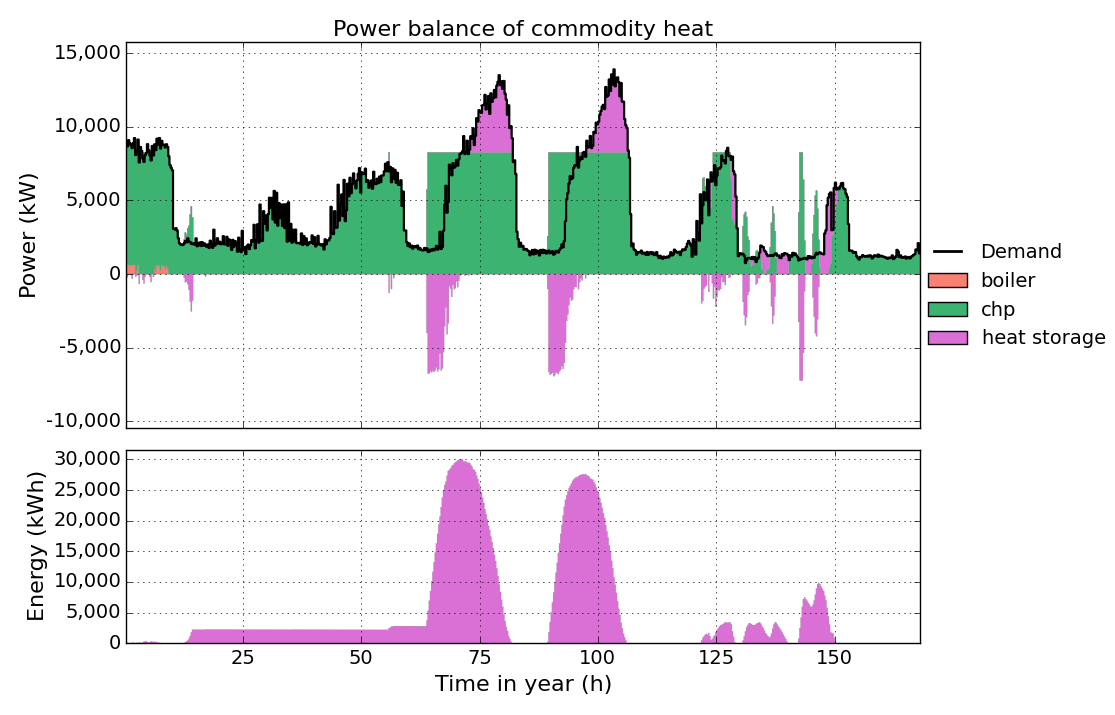 Power balance of commodity heat
15,000
10,000
5,000
0
-5,000
-10,000
Power (kW)
Demand
boiler
chp
heat storage
30,000
25,000
20,000
15,000
10,000
5,000
0
Energy (kWh)
25 50 75 100 125 150
Time in year (h)